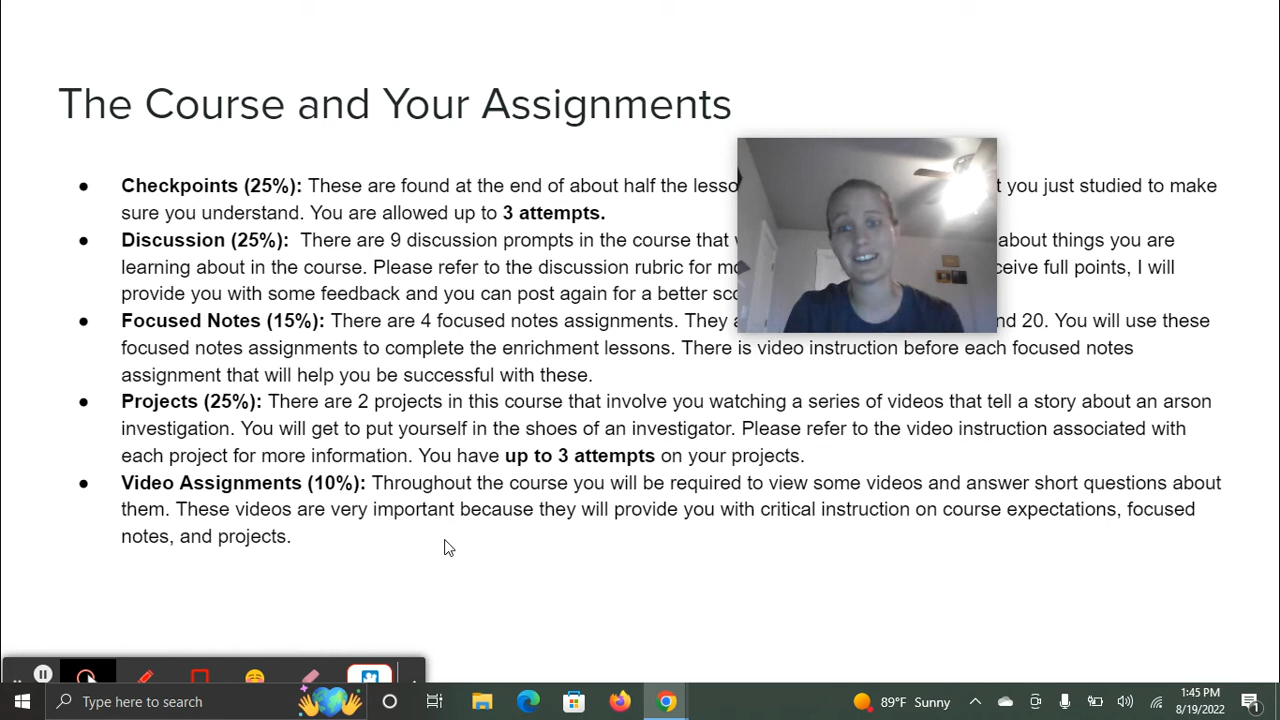 The Course and Your Assignments
● Checkpoints (25%): These are found at the end of about half the lesso t you just studied to make
sure you understand. You are allowed up to 3 attempts.
● Discussion (25%): There are 9 discussion prompts in the course that about things you are
learning about in the course. Please refer to the discussion rubric for mo ceive full points, I will
provide you with some feedback and you can post again for a better sco
● Focused Notes (15%): There are 4 focused notes assignments. They a nd 20. You will use these
focused notes assignments to complete the enrichment lessons. There is video instruction before each focused notes
assignment that will help you be successful with these.
● Projects (25%): There are 2 projects in this course that involve you watching a series of videos that tell a story about an arson
investigation. You will get to put yourself in the shoes of an investigator. Please refer to the video instruction associated with
each project for more information. You have up to 3 attempts on your projects.
● Video Assignments (10%): Throughout the course you will be required to view some videos and answer short questions about
them. These videos are very important because they will provide you with critical instruction on course expectations, focused
notes, and projects.
Type here to search
89°F Sunny
1:45 PM
8/19/2022
1